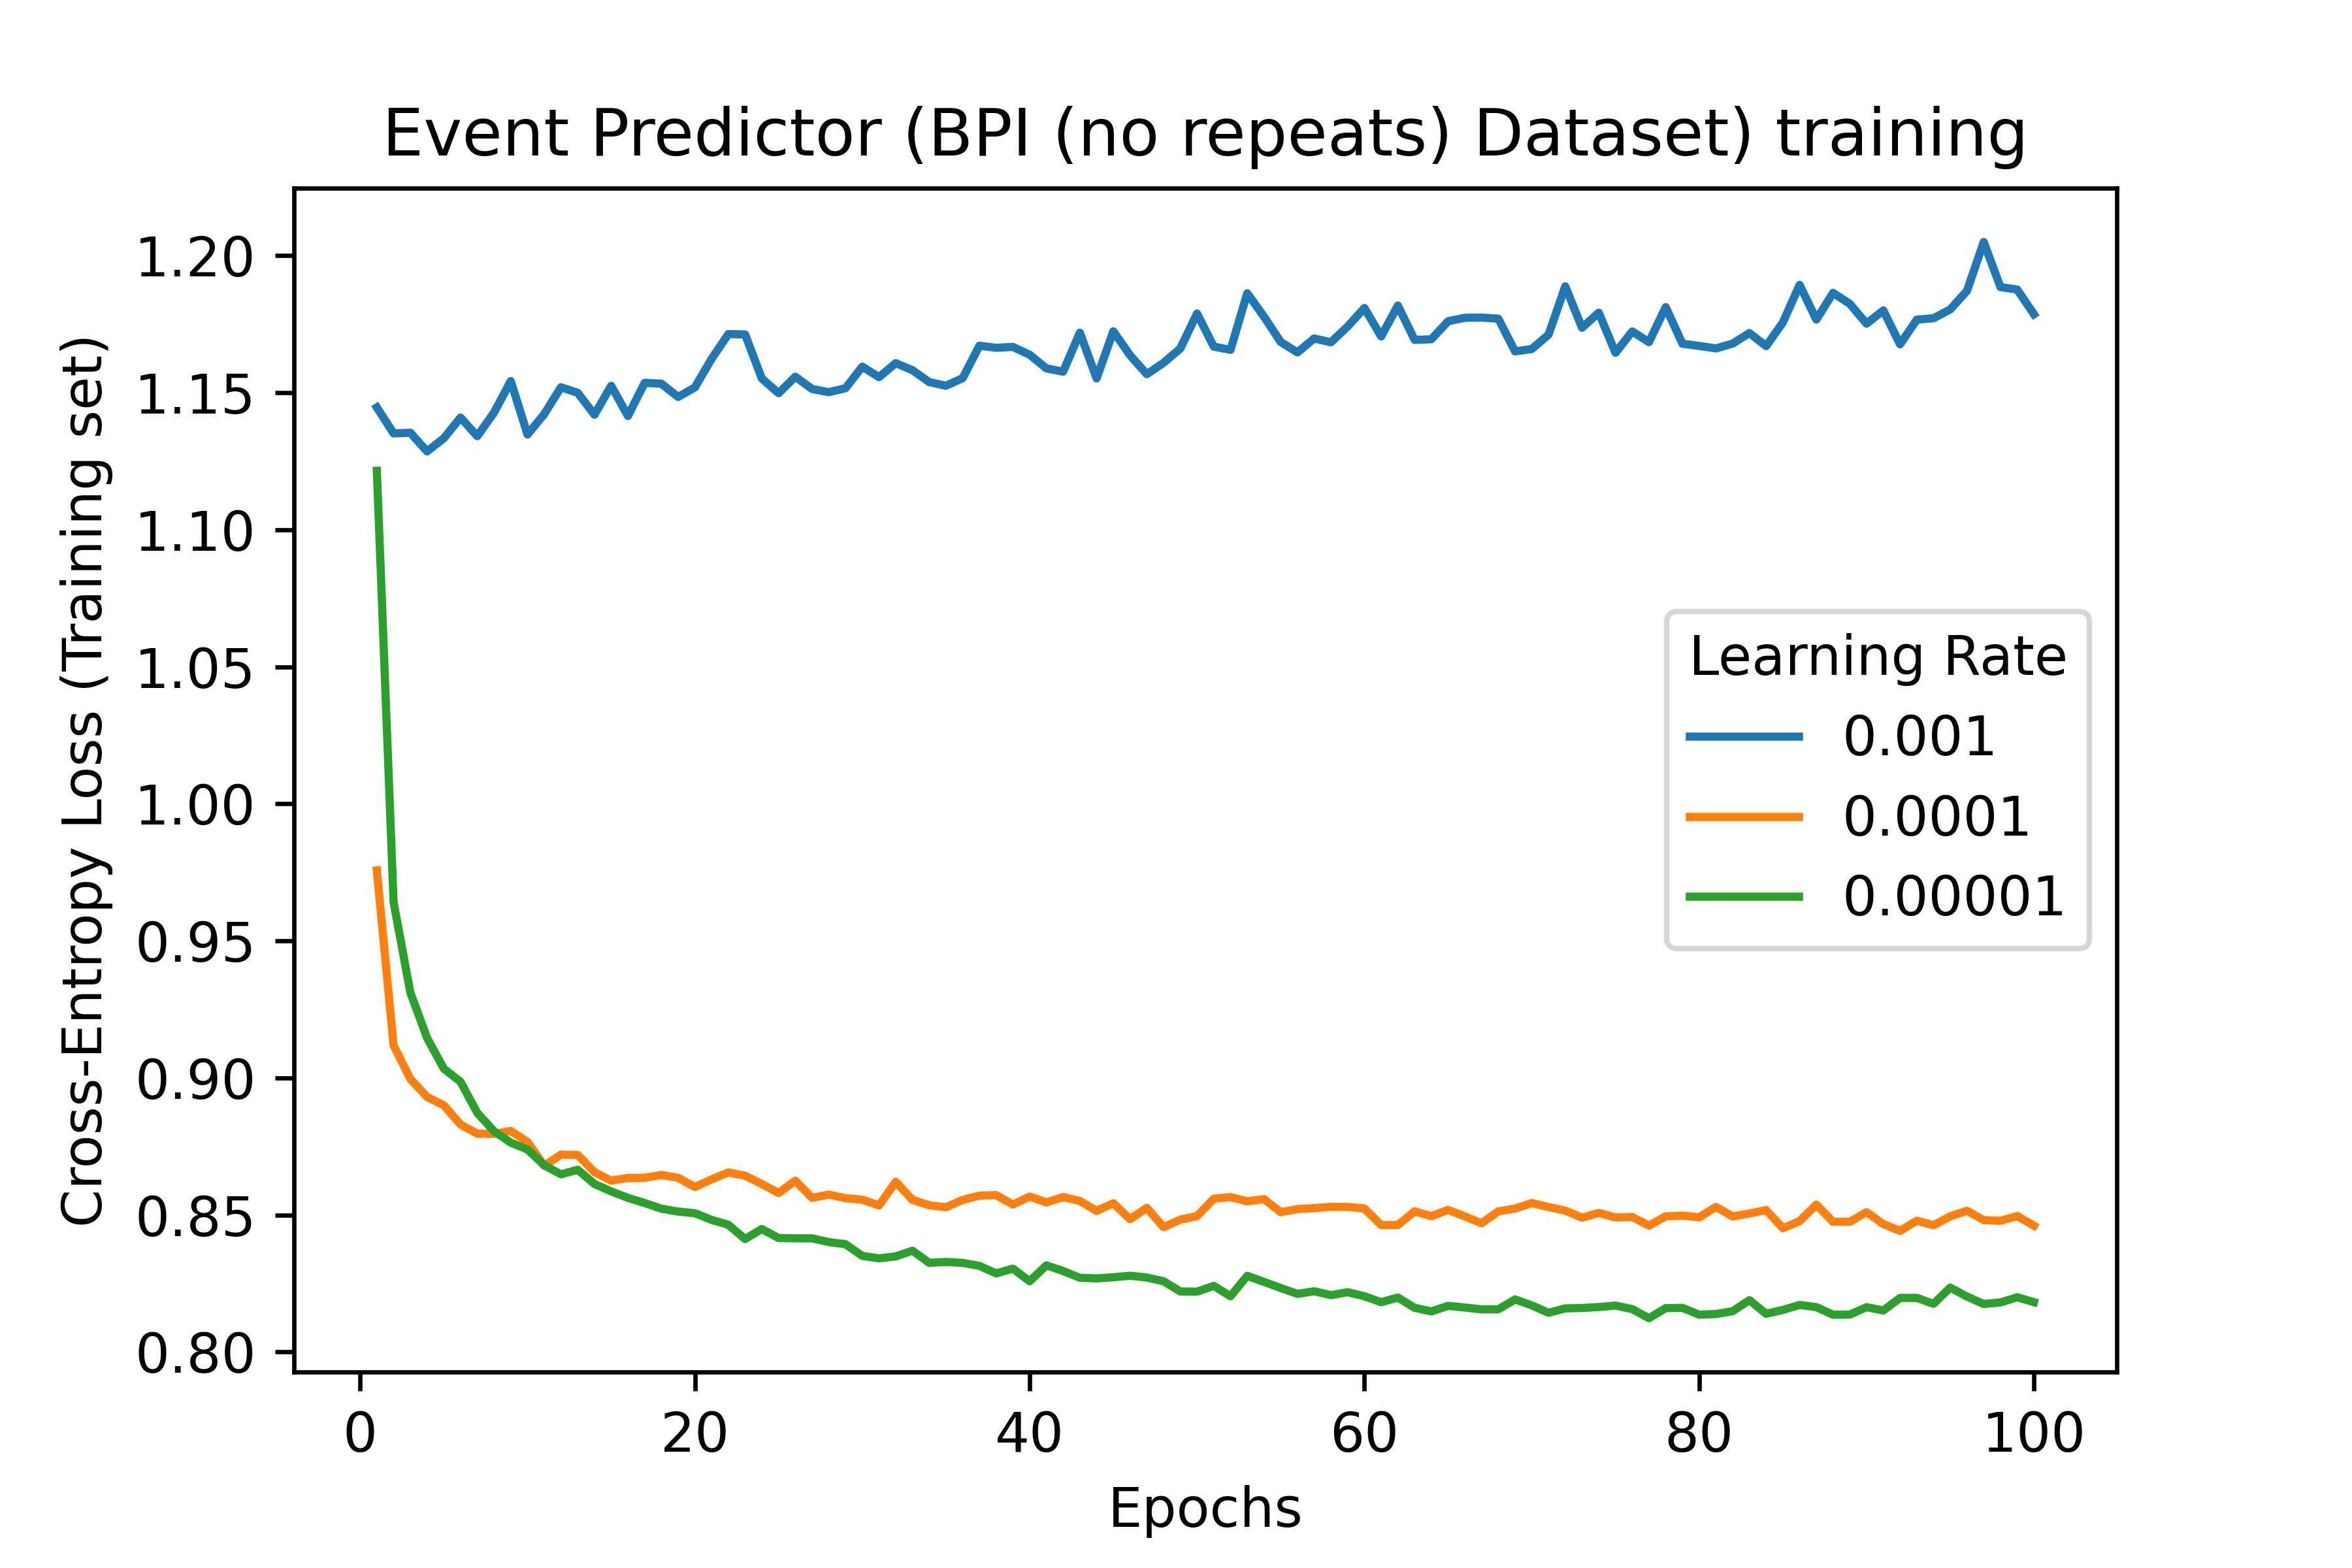 Event Predictor (BPI (no repeats) Dataset) training
Cross-Entropy Loss (Training set)
1.20
1.15
1.10
1.05
1.00
0.95
0.90
0.85
0.80
Learning Rate
0.001
0.0001
0.00001
0 20 40 60 80 100
Epochs